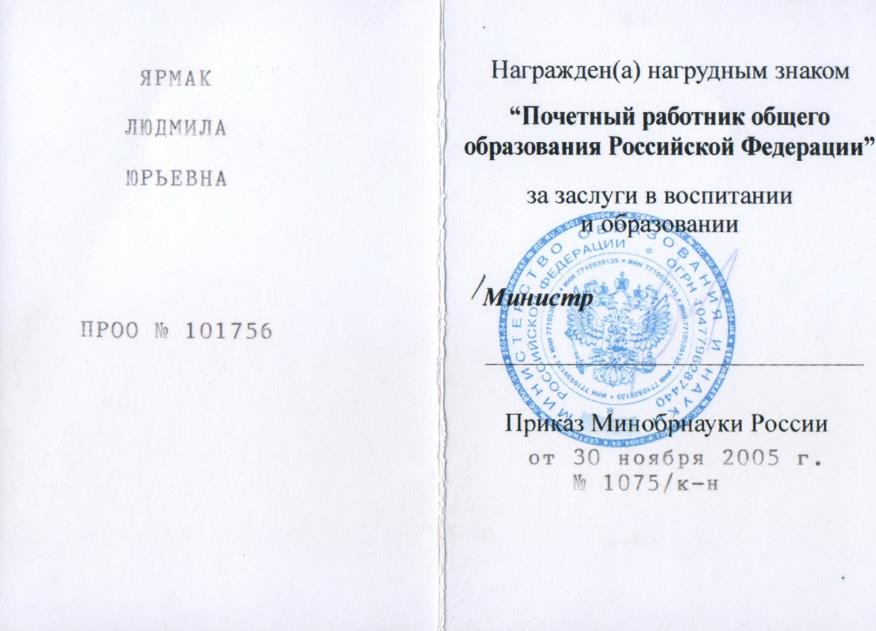 ЯРМАК
ЛЮДМИЛА
ЮРЬЕВНА
ПРОО № 101756
Награжден(а) нагрудным знаком
“Почетный работник общего
образования Российской Федерации”
за заслуги в воспитании
и образовании
Министр
МИНИСТЕРСТВО ОБРАЗОВАНИЯ И НАУКИ
РОССИЙСКОЙ ФЕДЕРАЦИИ * ОГРН 1047796287440
ИНН 7710539135
Приказ Минобрнауки России
от 30 ноября 2005 г.
№ 1075/к-н